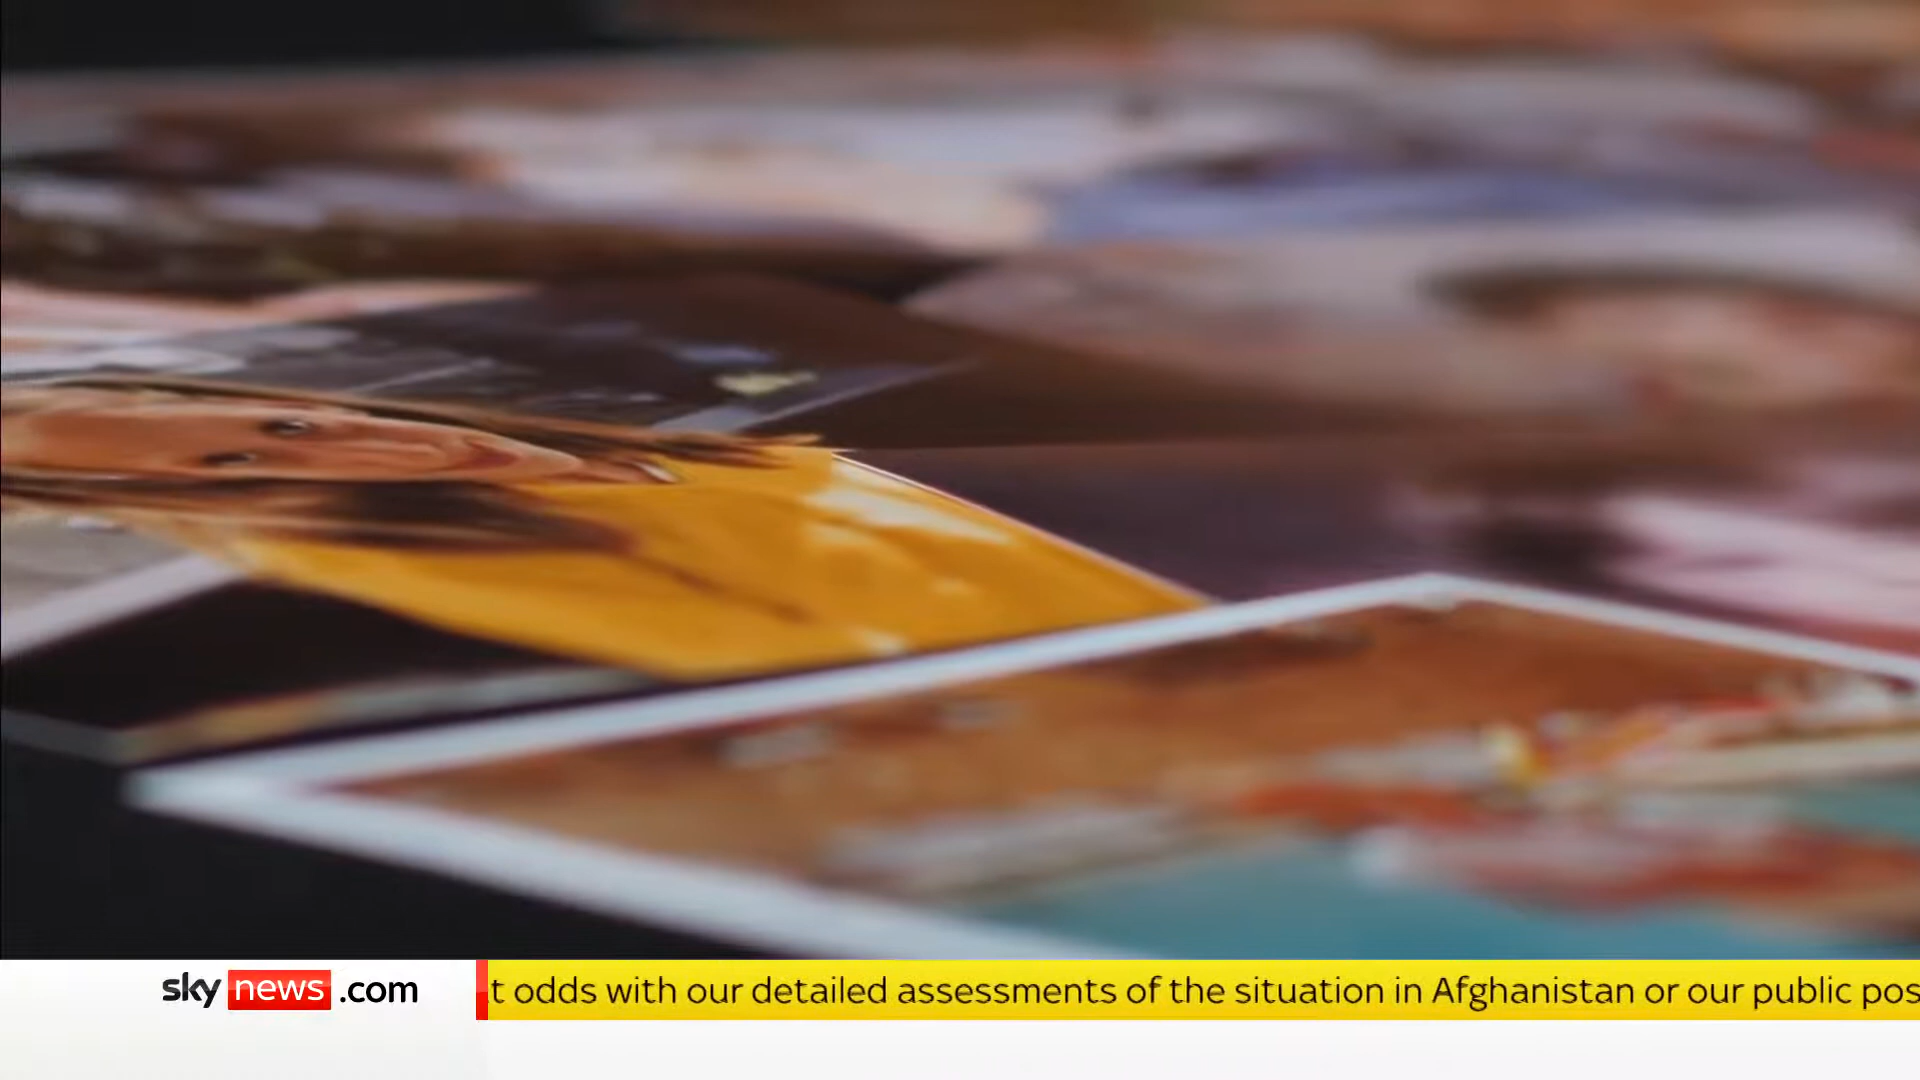 sky news .com
t odds with our detailed assessments of the situation in Afghanistan or our public pos